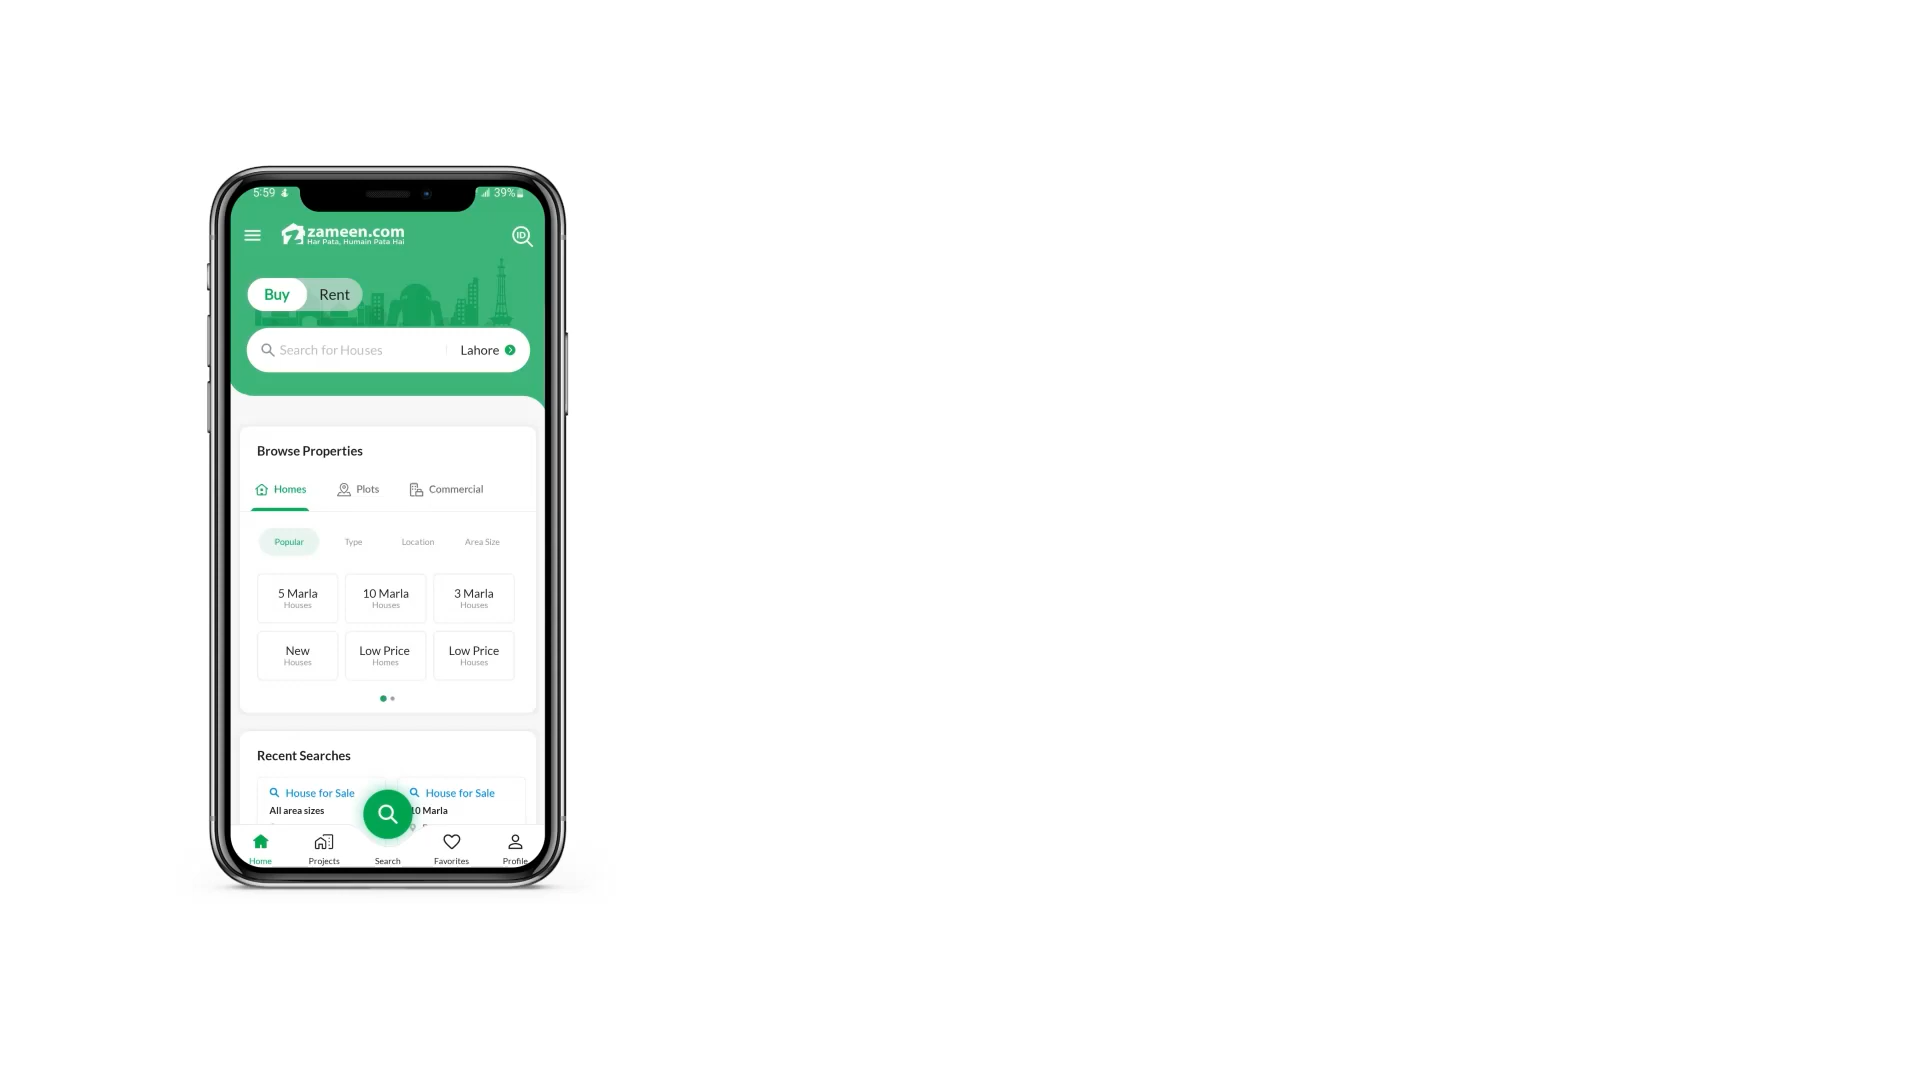 5:59
39%
zameen.com
Har Pata, Humain Pata Hai
ID
Buy Rent
Search for Houses Lahore
Browse Properties
Homes Plots Commercial
Popular Type Location Area Size
5 Marla 10 Marla 3 Marla
Houses Houses Houses
New Low Price Low Price
Houses Homes Houses
Recent Searches
House for Sale House for Sale
All area sizes 10 Marla
Home Projects Search Favorites Profile